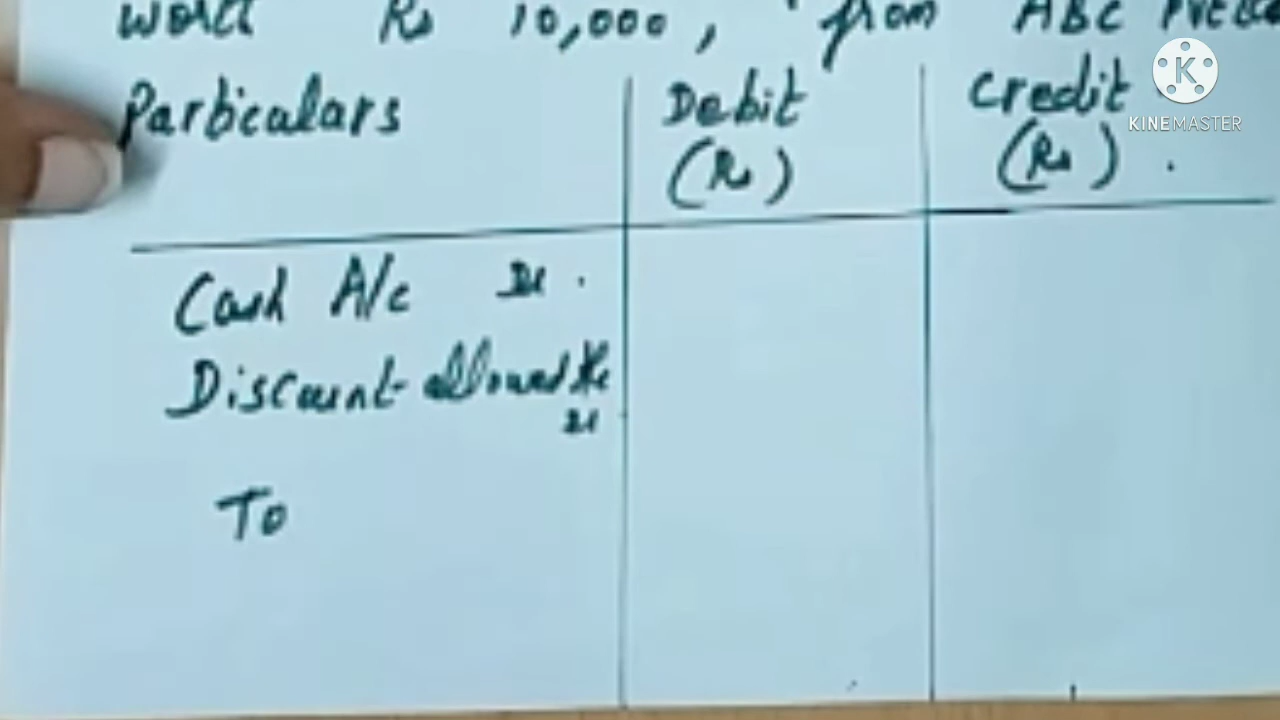 worth Rs 10,000, from ABC
Particulars Debit Credit
(Rs) (Rs).
K
KINEMASTER
Cash A/c Dr.
Discount allowed A/c
Dr
To